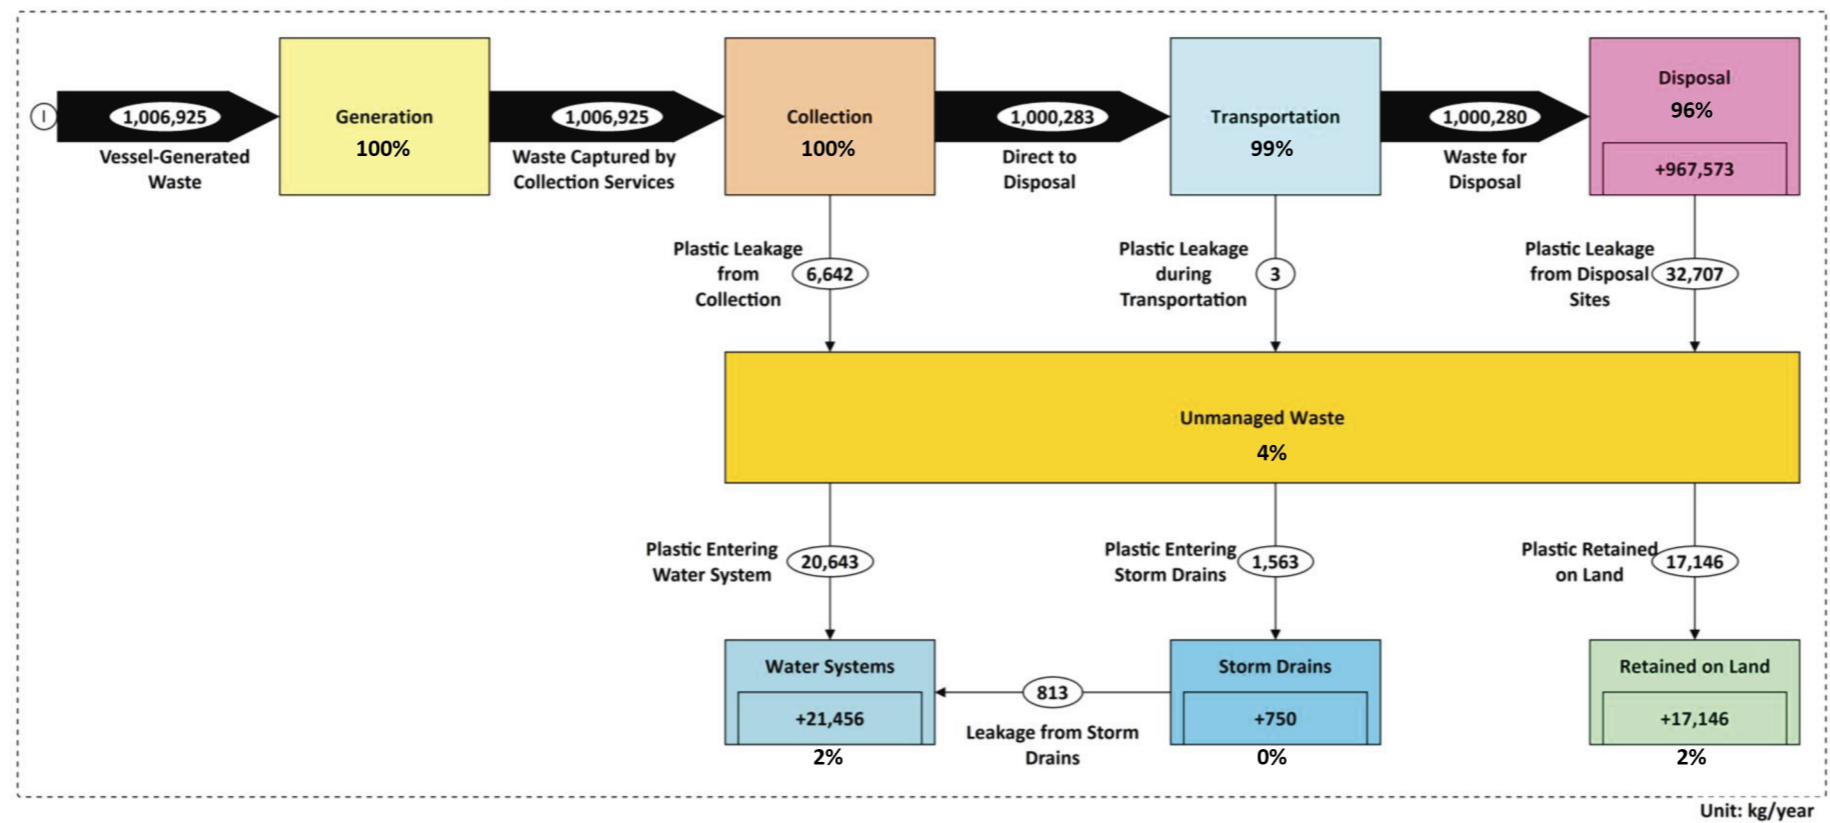 I
1,006,925
Vessel-Generated
Waste
Generation
100%
1,006,925
Waste Captured by
Collection Services
Collection
100%
1,000,283
Direct to
Disposal
Transportation
99%
1,000,280
Waste for
Disposal
Disposal
96%
+967,573
Plastic Leakage
from
Collection
6,642
Plastic Leakage
during
Transportation
3
Plastic Leakage
from Disposal
Sites
32,707
Unmanaged Waste
4%
Plastic Entering
Water System
20,643
Plastic Entering
Storm Drains
1,563
Plastic Retained
on Land
17,146
Water Systems
+21,456
2%
813
Leakage from Storm
Drains
Storm Drains
+750
0%
Retained on Land
+17,146
2%
Unit: kg/year